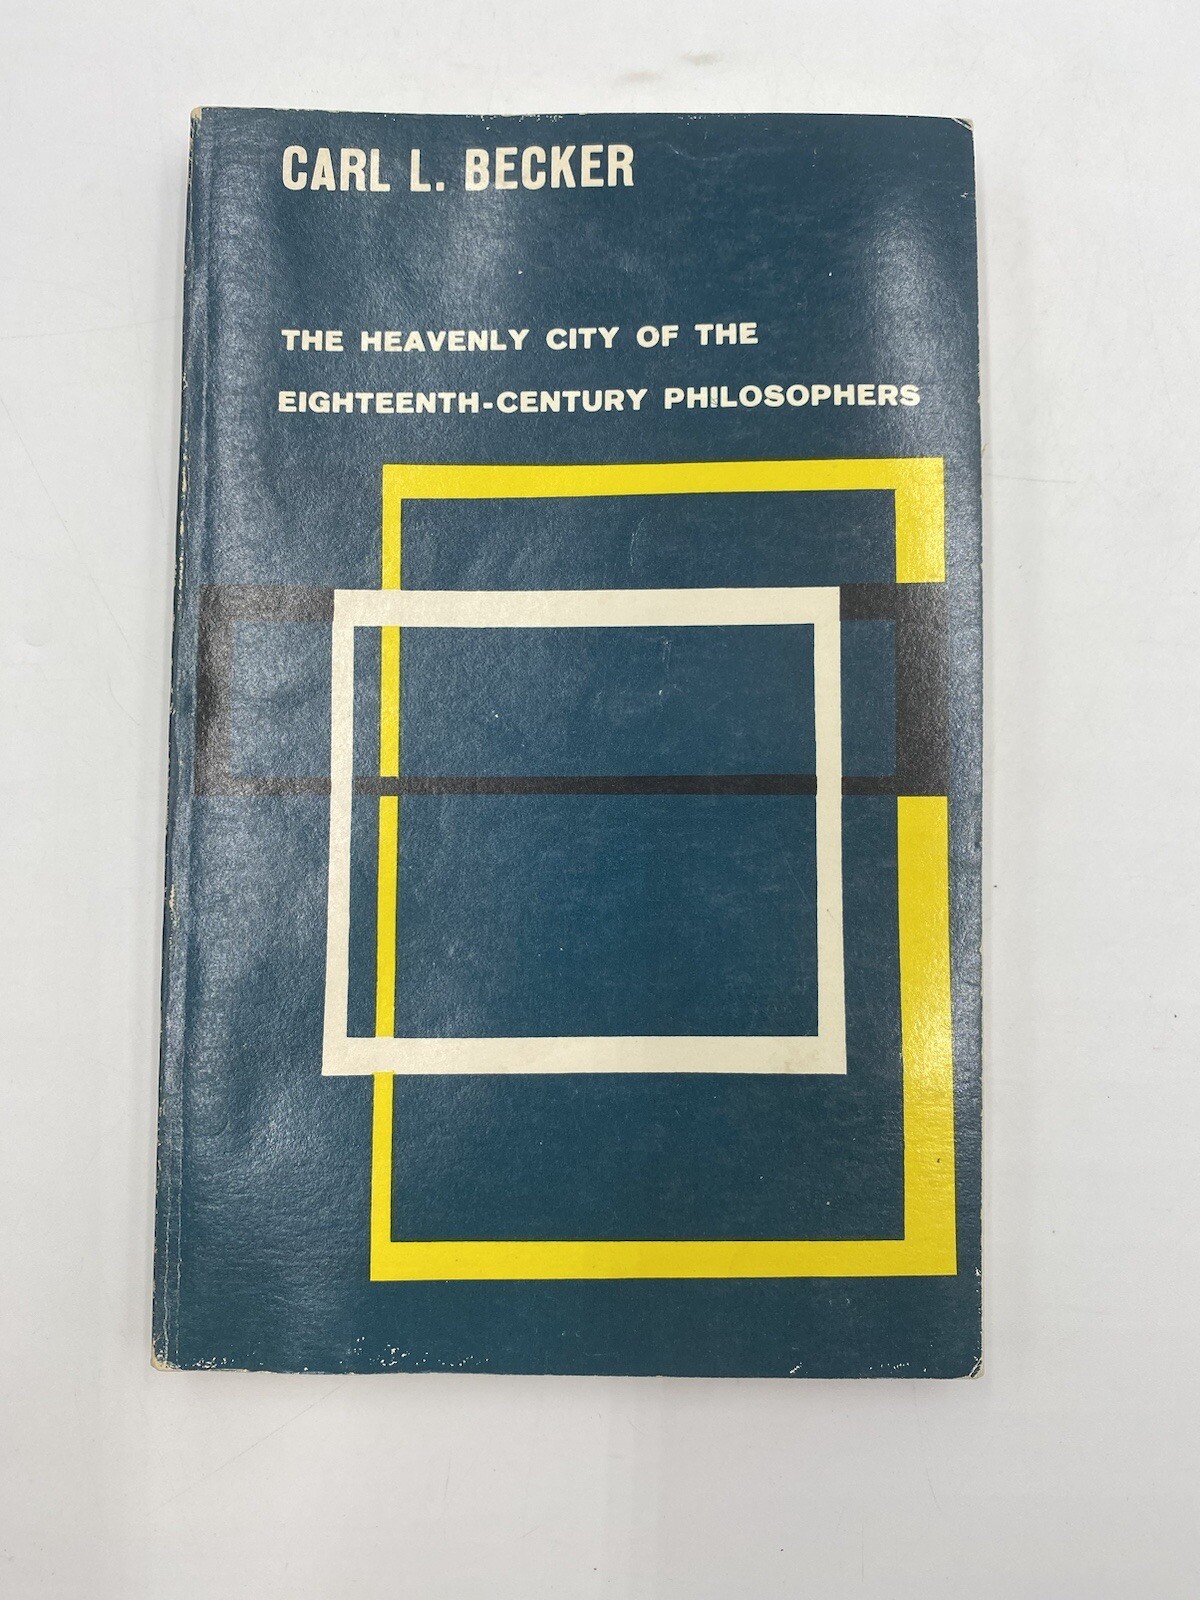 CARL L. BECKER
THE HEAVENLY CITY OF THE
EIGHTEENTH-CENTURY PHILOSOPHERS